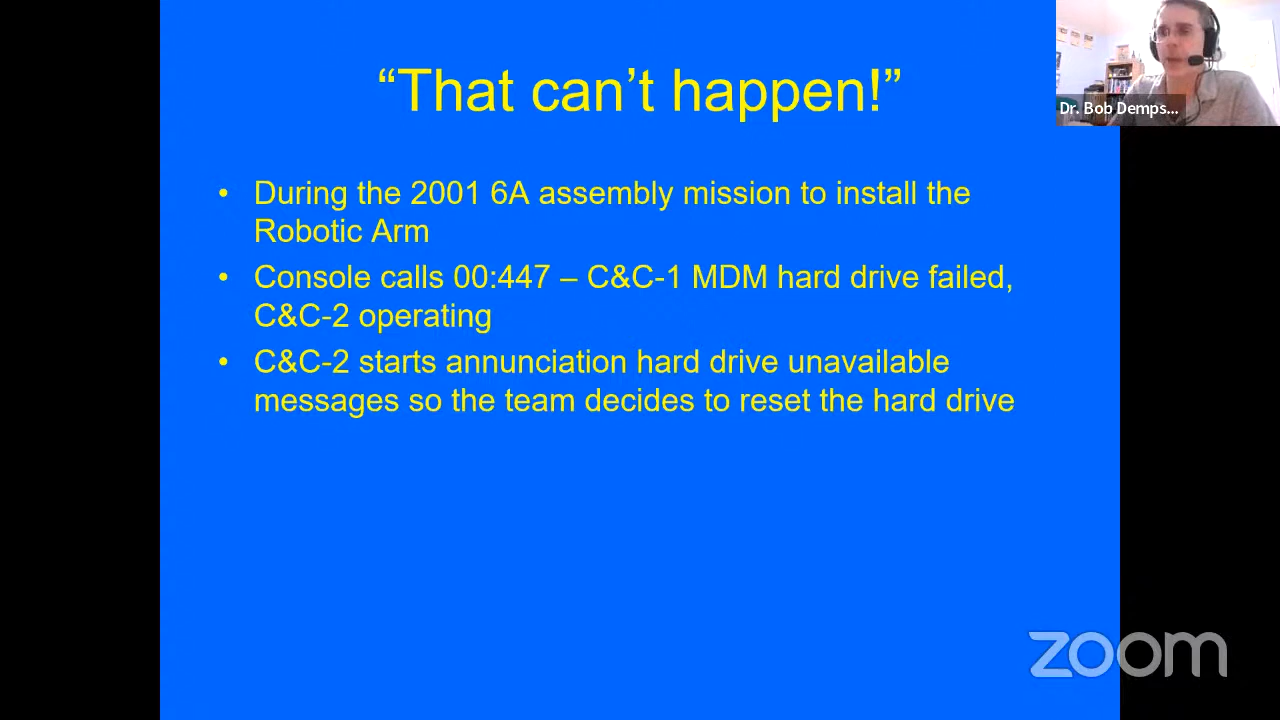 “That can’t happen!”
Dr. Bob Demps...
• During the 2001 6A assembly mission to install the
Robotic Arm
• Console calls 00:447 – C&C-1 MDM hard drive failed,
C&C-2 operating
• C&C-2 starts annunciation hard drive unavailable
messages so the team decides to reset the hard drive
zoom